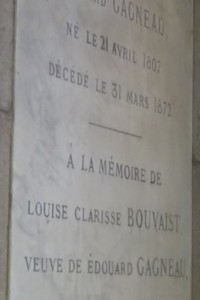 GAGNEAU,
NÉ LE 21 AVRIL 1807
DÉCÉDÉ LE 31 MARS 1872
À LA MÉMOIRE DE
LOUISE CLARISSE BOUVAIST
VEUVE DE ÉDOUARD GAGNEAU,